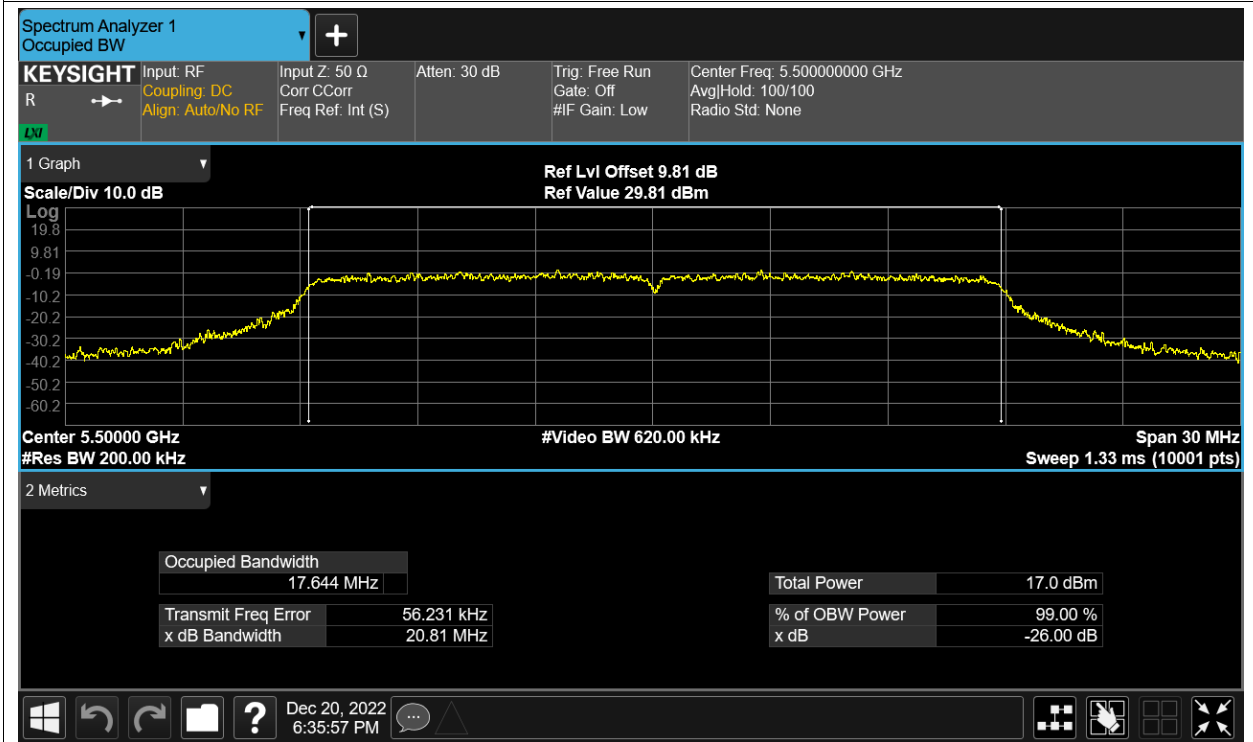 Spectrum Analyzer 1
Occupied BW
+
KEYSIGHT Input: RF Input Z: 50 Ω Atten: 30 dB Trig: Free Run Center Freq: 5.500000000 GHz
R Coupling: DC Corr CCorr Gate: Off Avg|Hold: 100/100
Align: Auto/No RF Freq Ref: Int (S) #IF Gain: Low Radio Std: None
LXI
1 Graph
Ref Lvl Offset 9.81 dB
Scale/Div 10.0 dB Ref Value 29.81 dBm
Log
19.8
9.81
-0.19
-10.2
-20.2
-30.2
-40.2
-50.2
-60.2
Center 5.50000 GHz #Video BW 620.00 kHz Span 30 MHz
#Res BW 200.00 kHz Sweep 1.33 ms (10001 pts)
2 Metrics
Occupied Bandwidth
17.644 MHz Total Power 17.0 dBm
Transmit Freq Error 56.231 kHz % of OBW Power 99.00 %
x dB Bandwidth 20.81 MHz x dB -26.00 dB
? Dec 20, 2022
6:35:57 PM